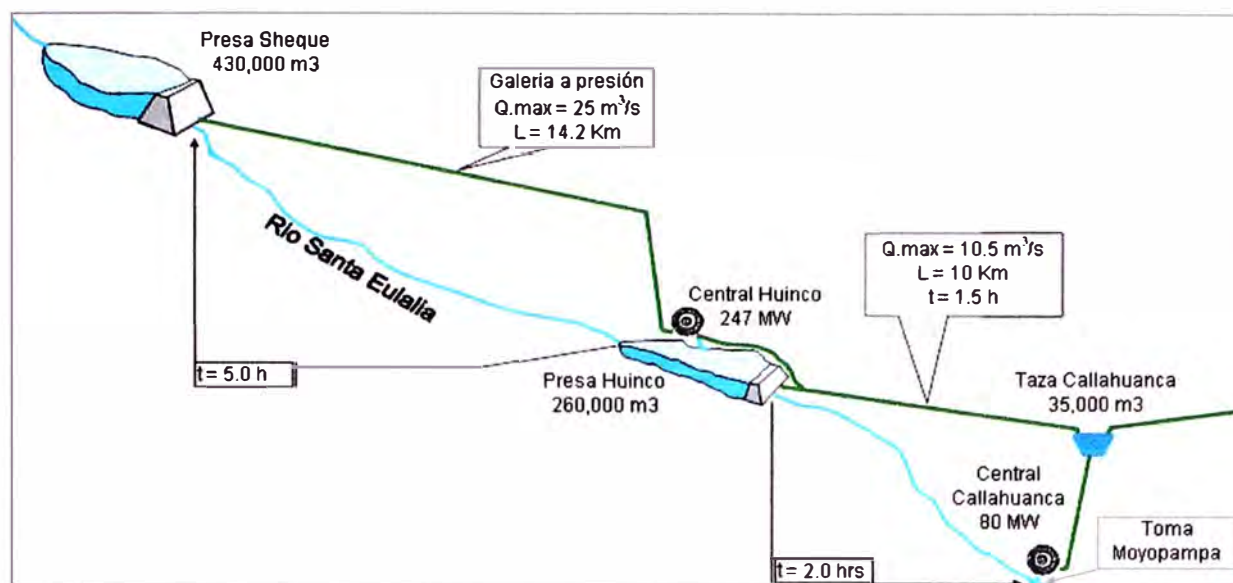 Presa Sheque
430,000 m3
Galeria a presión
Q.max = 25 m³/s
L = 14.2 Km
Rio Santa Eulalia
Q.max = 10.5 m³/s
L = 10 Km
t = 1.5 h
Central Huinco
247 MW
t = 5.0 h
Presa Huinco
260,000 m3
Taza Callahuanca
35,000 m3
Central
Callahuanca
80 MW
Toma
Moyopampa
t = 2.0 hrs